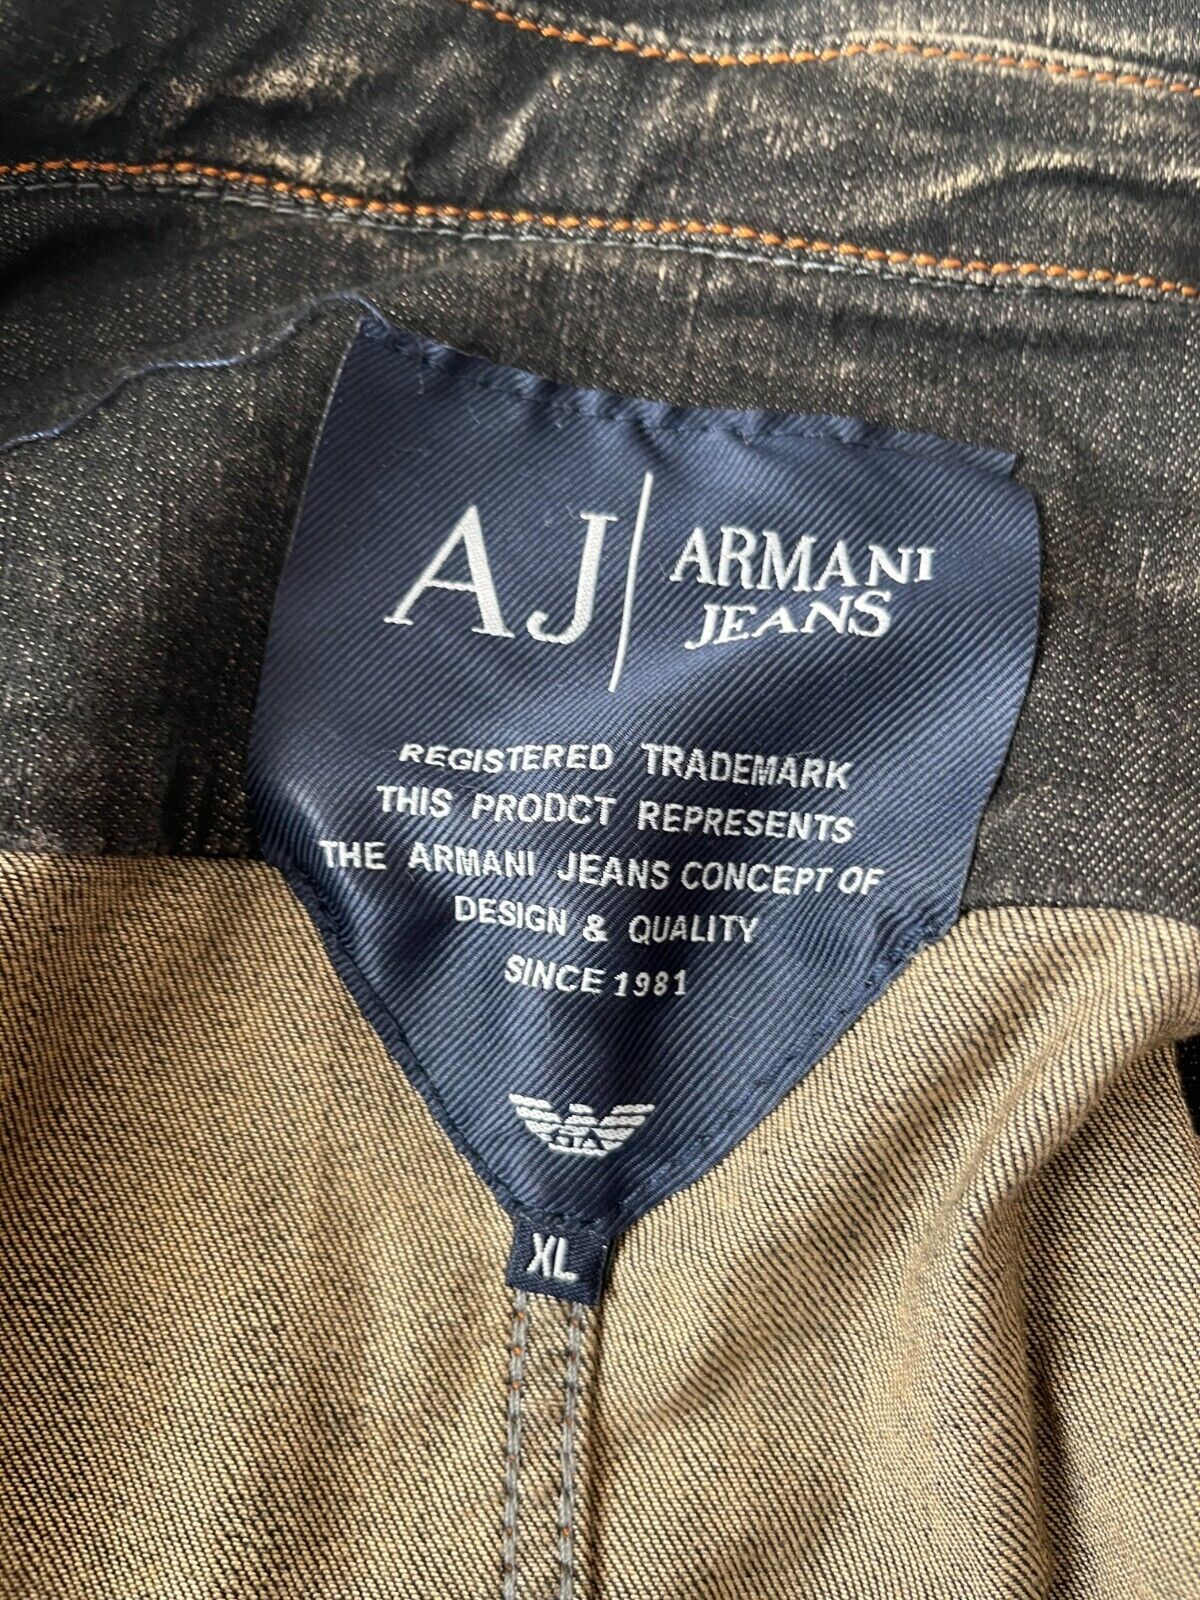 AJ | ARMANI
JEANS
REGISTERED TRADEMARK
THIS PRODCT REPRESENTS
THE ARMANI JEANS CONCEPT OF
DESIGN & QUALITY
SINCE 1981
XL